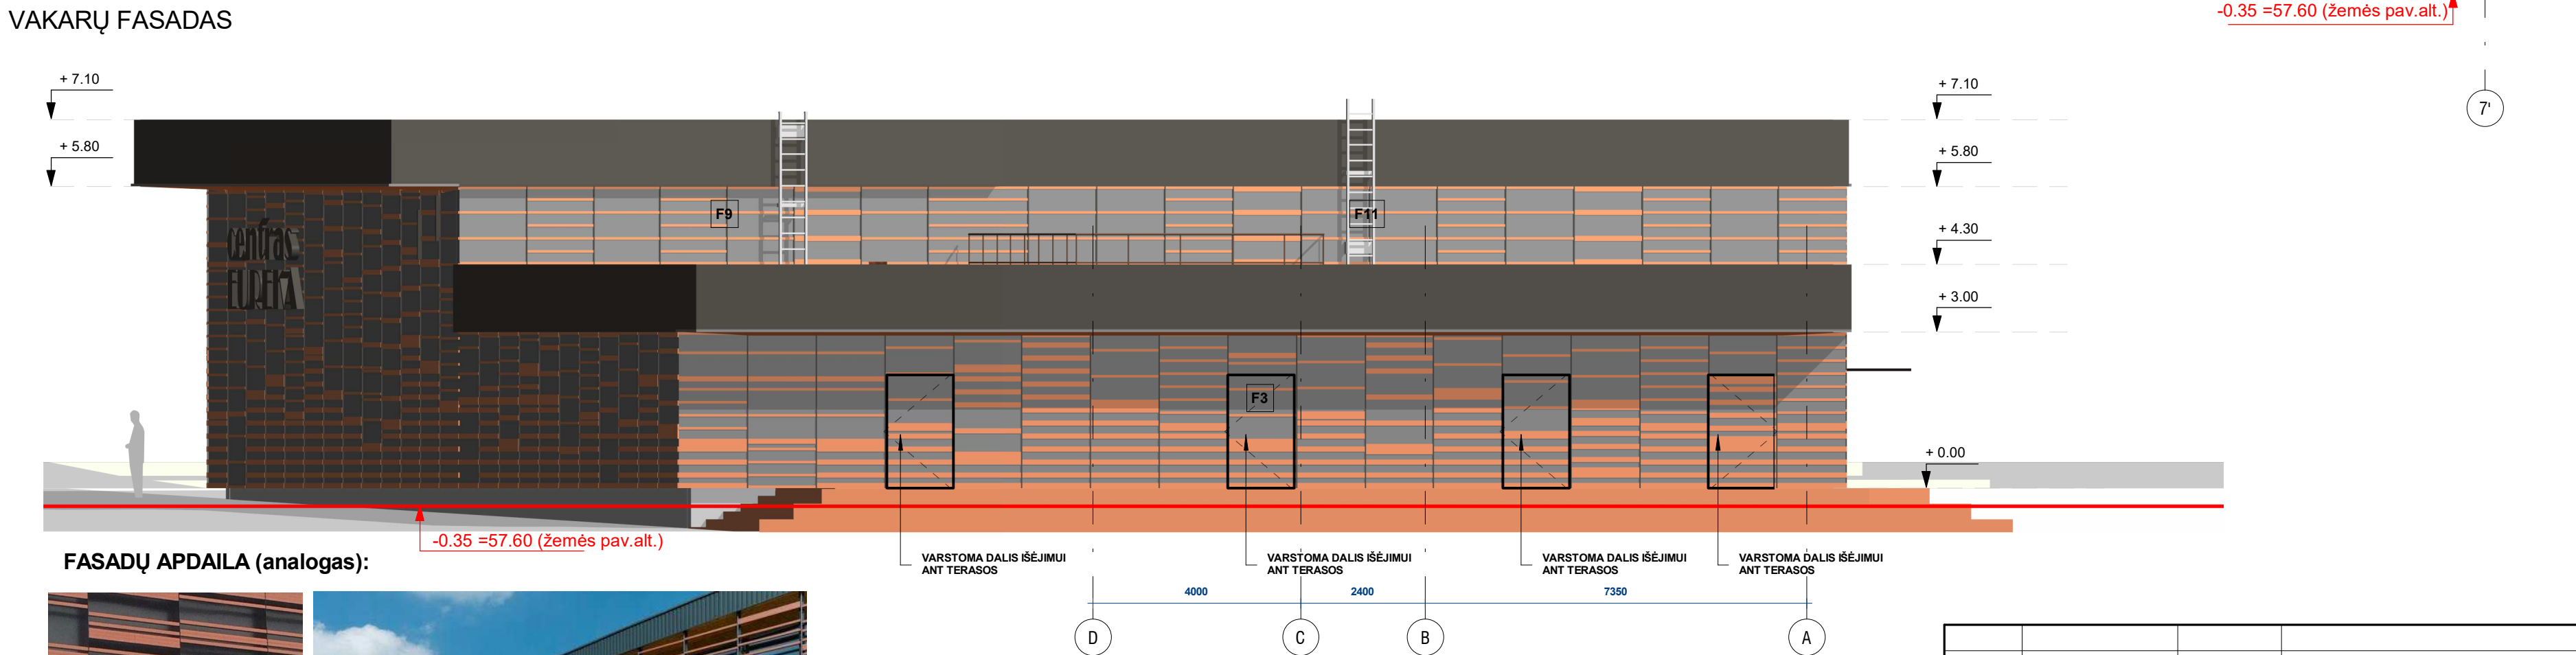 VAKARŲ FASADAS
-0.35 =57.60 (žemės pav.alt.)
7'
+ 7.10
+ 5.80
+ 7.10
+ 5.80
+ 4.30
+ 3.00
+ 0.00
F9
F11
F3
centras
EUREKA
-0.35 =57.60 (žemės pav.alt.)
FASADŲ APDAILA (analogas):
VARSTOMA DALIS IŠĖJIMUI
ANT TERASOS
VARSTOMA DALIS IŠĖJIMUI
ANT TERASOS
VARSTOMA DALIS IŠĖJIMUI
ANT TERASOS
VARSTOMA DALIS IŠĖJIMUI
ANT TERASOS
4000
2400
7350
D
C
B
A